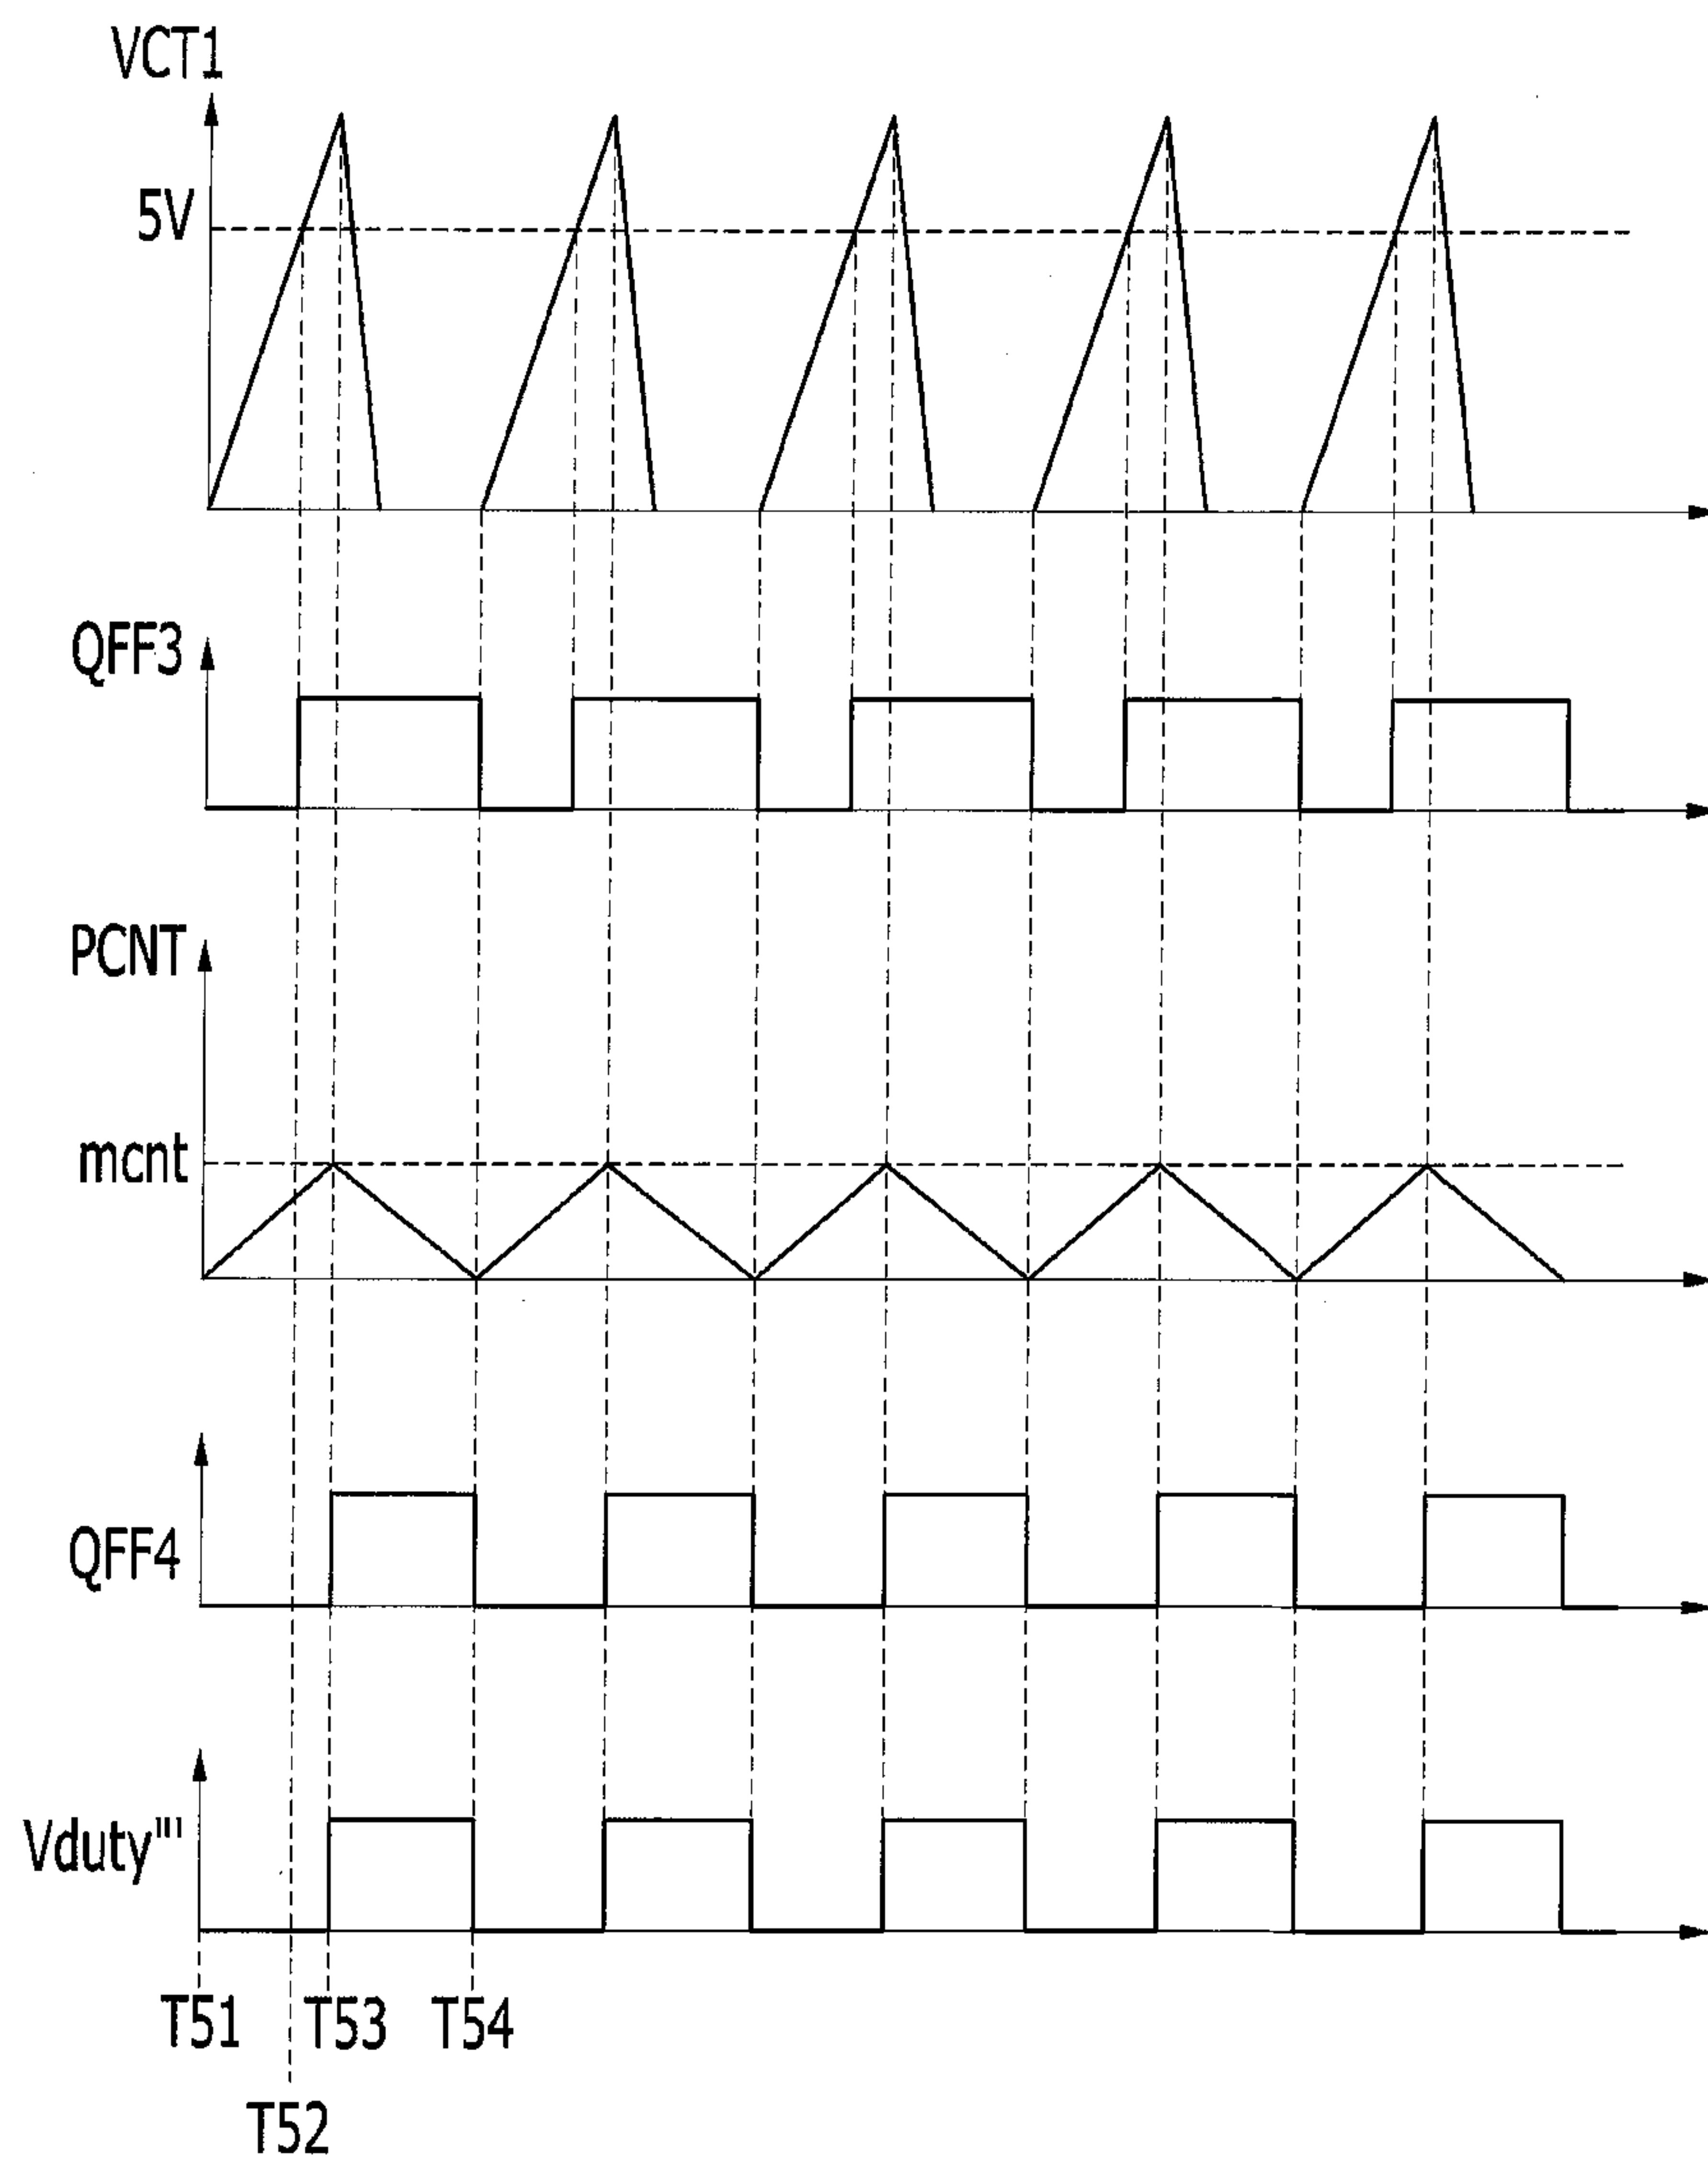 VCT1
5V
QFF3
PCNT
mcnt
QFF4
Vduty'''
T51
T53
T54
T52